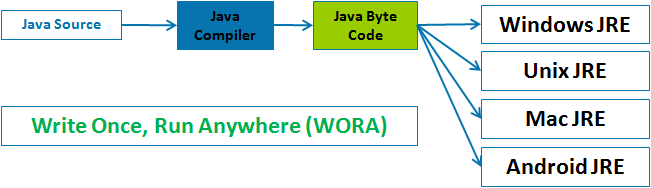 Java Source
Java
Compiler
Java Byte
Code
Windows JRE
Unix JRE
Mac JRE
Android JRE
Write Once, Run Anywhere (WORA)